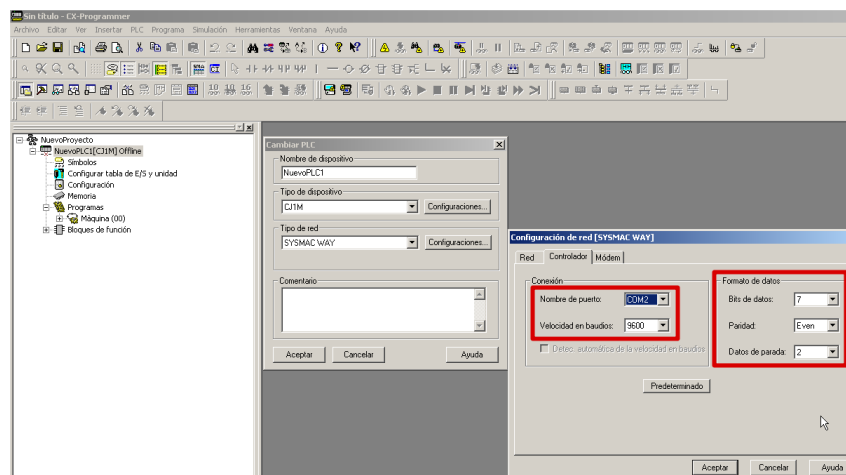 Sin título - CX-Programmer
Archivo Editar Ver Insertar PLC Programa Simulación Herramientas Ventana Ayuda
10 16
NuevoProyecto
NuevoPLC1[CJ1M] Offline
Símbolos
Configurar tabla de E/S y unidad
Configuración
Memoria
Programas
Máquina (00)
Bloques de función
Cambiar PLC
Nombre de dispositivo
NuevoPLC1
Tipo de dispositivo
CJ1M
Configuraciones...
Tipo de red
SYSMAC WAY
Configuraciones...
Comentario
Aceptar Cancelar Ayuda
Configuración de red [SYSMAC WAY]
Red Controlador Módem
Conexión
Nombre de puerto: COM2
Velocidad en baudios: 9600
Detec. automática de la velocidad en baudios
Formato de datos
Bits de datos: 7
Paridad: Even
Datos de parada: 2
Predeterminado
Aceptar Cancelar Ayuda